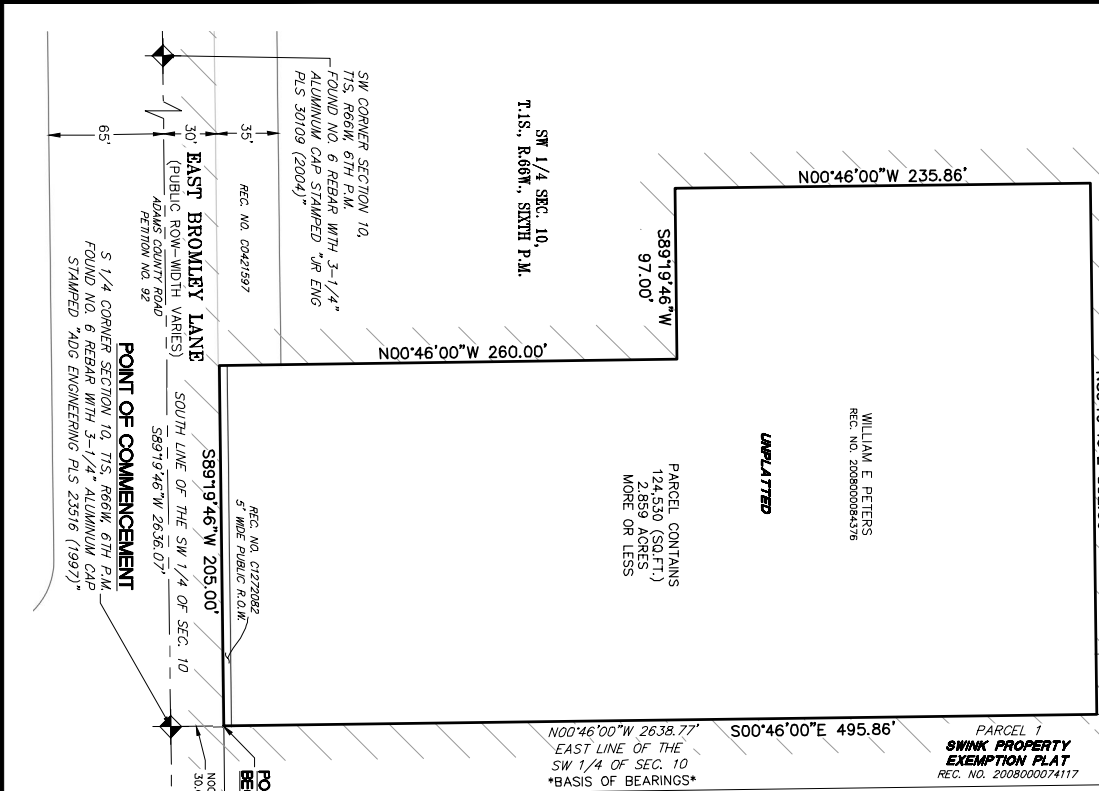 SW CORNER SECTION 10,
T1S, R66W, 6TH P.M.
FOUND NO. 6 REBAR WITH 3-1/4"
ALUMINUM CAP STAMPED "JR ENG
PLS 30109 (2004)"
SW 1/4 SEC. 10,
T.1S., R.66W., SIXTH P.M.
N00°46'00"W 235.86'
S89°19'46"W
97.00'
N00°46'00"W 260.00'
35'
30'
65'
REC. NO. C0421597
EAST BROMLEY LANE
(PUBLIC ROW-WIDTH VARIES)
ADAMS COUNTY ROAD
PETITION NO. 92
SOUTH LINE OF THE SW 1/4 OF SEC. 10
S89°19'46"W 2636.07'
S89°19'46"W 205.00'
POINT OF COMMENCEMENT
S 1/4 CORNER SECTION 10, T1S, R66W, 6TH P.M.
FOUND NO. 6 REBAR WITH 3-1/4" ALUMINUM CAP
STAMPED "ADG ENGINEERING PLS 23516 (1997)"
REC. NO. C1272082
5' WIDE PUBLIC R.O.W.
WILLIAM E PETERS
REC. NO. 2008000084376
UNPLATTED
PARCEL CONTAINS
124,530 (SQ.FT.)
2.859 ACRES
MORE OR LESS
N00°46'00"W 2638.77'
EAST LINE OF THE
SW 1/4 OF SEC. 10
*BASIS OF BEARINGS*
S00°46'00"E 495.86'
PARCEL 1
SWINK PROPERTY
EXEMPTION PLAT
REC. NO. 2008000074117